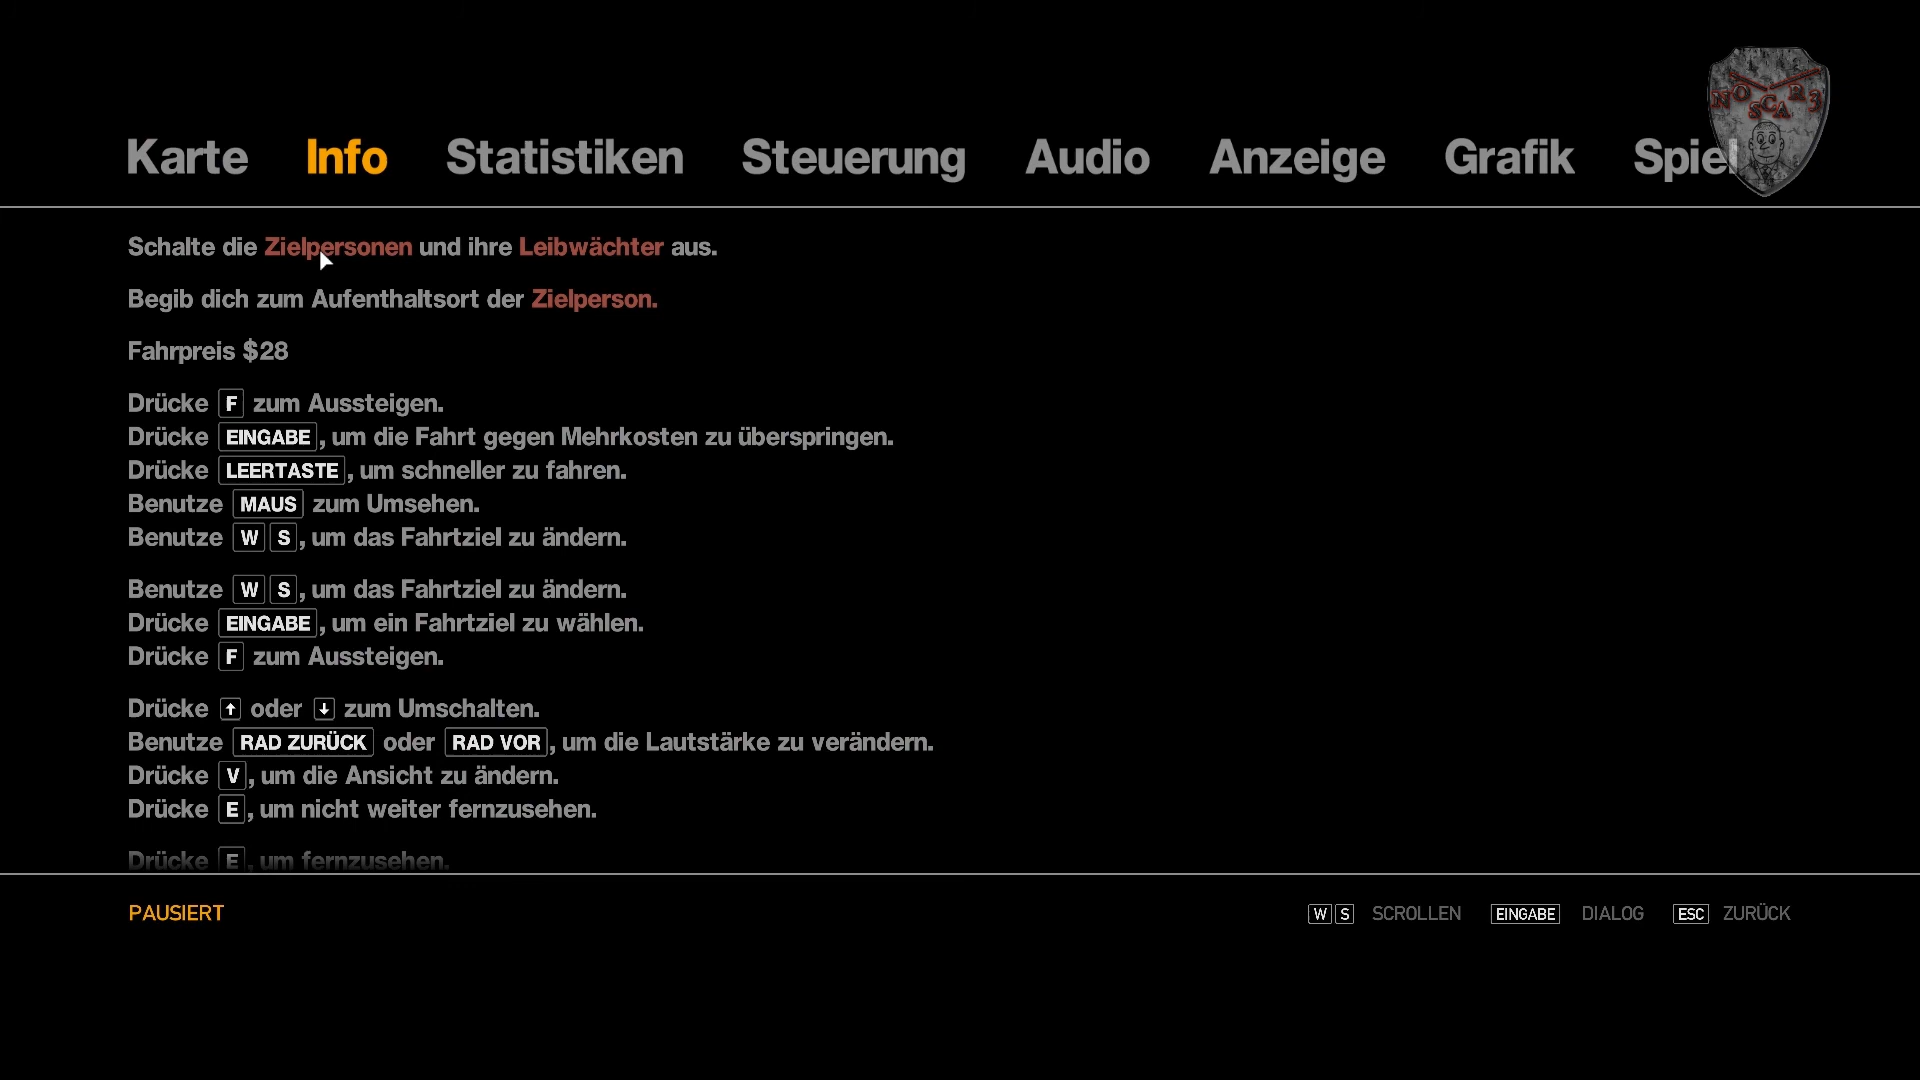 Karte Info Statistiken Steuerung Audio Anzeige Grafik Spiel
NOSCAR3
Schalte die Zielpersonen und ihre Leibwächter aus.
Begib dich zum Aufenthaltsort der Zielperson.
Fahrpreis $28
Drücke F zum Aussteigen.
Drücke EINGABE, um die Fahrt gegen Mehrkosten zu überspringen.
Drücke LEERTASTE, um schneller zu fahren.
Benutze MAUS zum Umsehen.
Benutze W S, um das Fahrtziel zu ändern.
Benutze W S, um das Fahrtziel zu ändern.
Drücke EINGABE, um ein Fahrtziel zu wählen.
Drücke F zum Aussteigen.
Drücke ↑ oder ↓ zum Umschalten.
Benutze RAD ZURÜCK oder RAD VOR, um die Lautstärke zu verändern.
Drücke V, um die Ansicht zu ändern.
Drücke E, um nicht weiter fernzusehen.
Drücke E, um fernzusehen.
PAUSIERT W S SCROLLEN EINGABE DIALOG ESC ZURÜCK